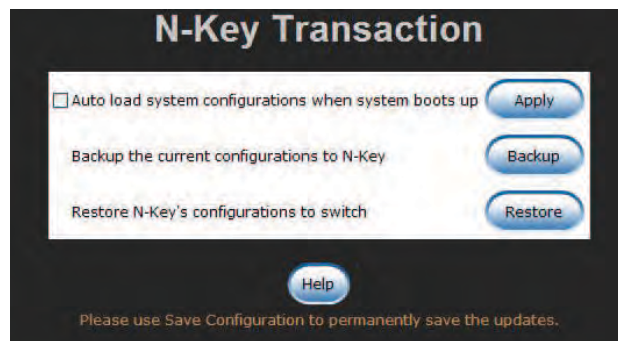 N-Key Transaction
Auto load system configurations when system boots up Apply
Backup the current configurations to N-Key Backup
Restore N-Key's configurations to switch Restore
Help
Please use Save Configuration to permanently save the updates.